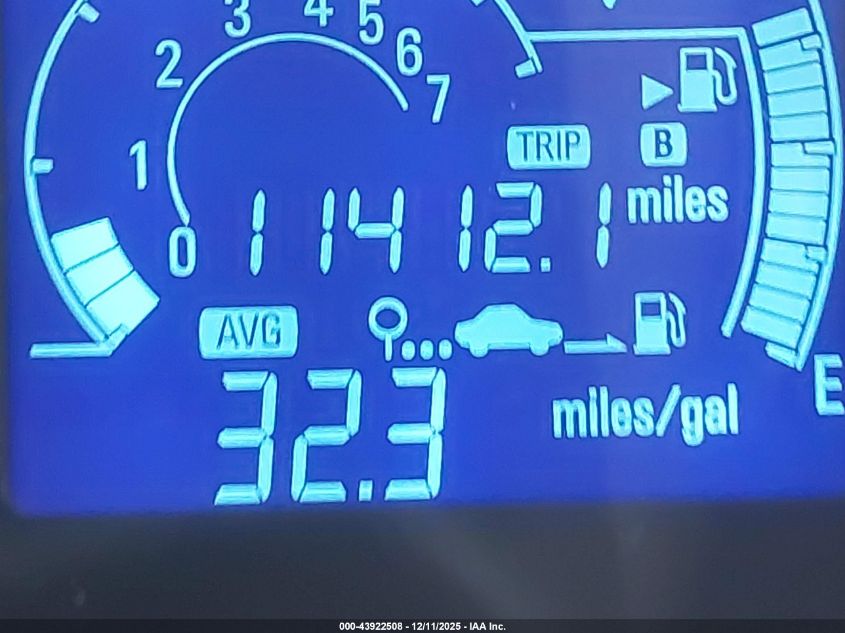 0 1 2 3 4 5 6 7
TRIP B
11412.1 miles
AVG
32.3 miles/gal
E
000-43922508 - 12/11/2025 - IAA Inc.